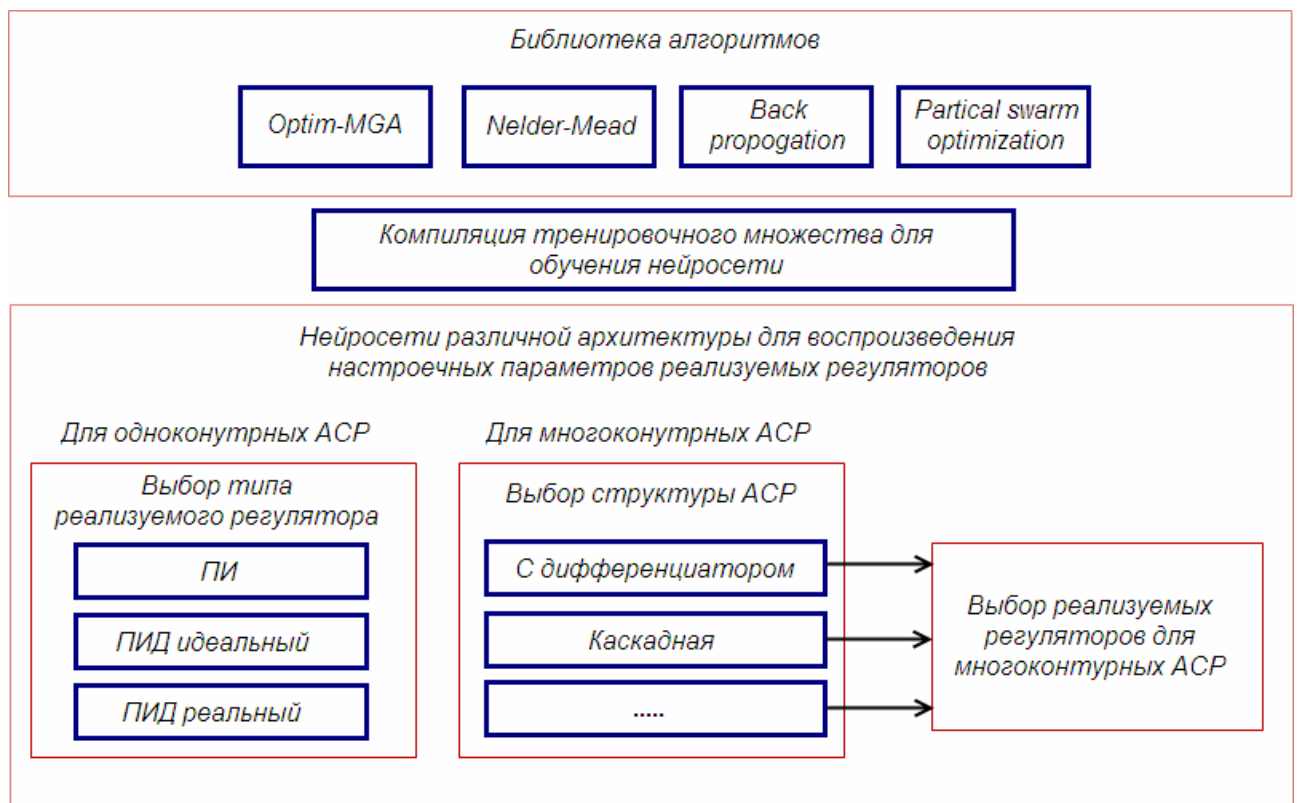 Библиотека алгоритмов
Optim-MGA
Nelder-Mead
Back
propogation
Partical swarm
optimization
Компиляция тренировочного множества для
обучения нейросети
Нейросети различной архитектуры для воспроизведения
настроечных параметров реализуемых регуляторов
Для одноконутрных АСР
Выбор типа
реализуемого регулятора
ПИ
ПИД идеальный
ПИД реальный
Для многоконутрных АСР
Выбор структуры АСР
С дифференциатором
Каскадная
.....
Выбор реализуемых
регуляторов для
многоконтурных АСР